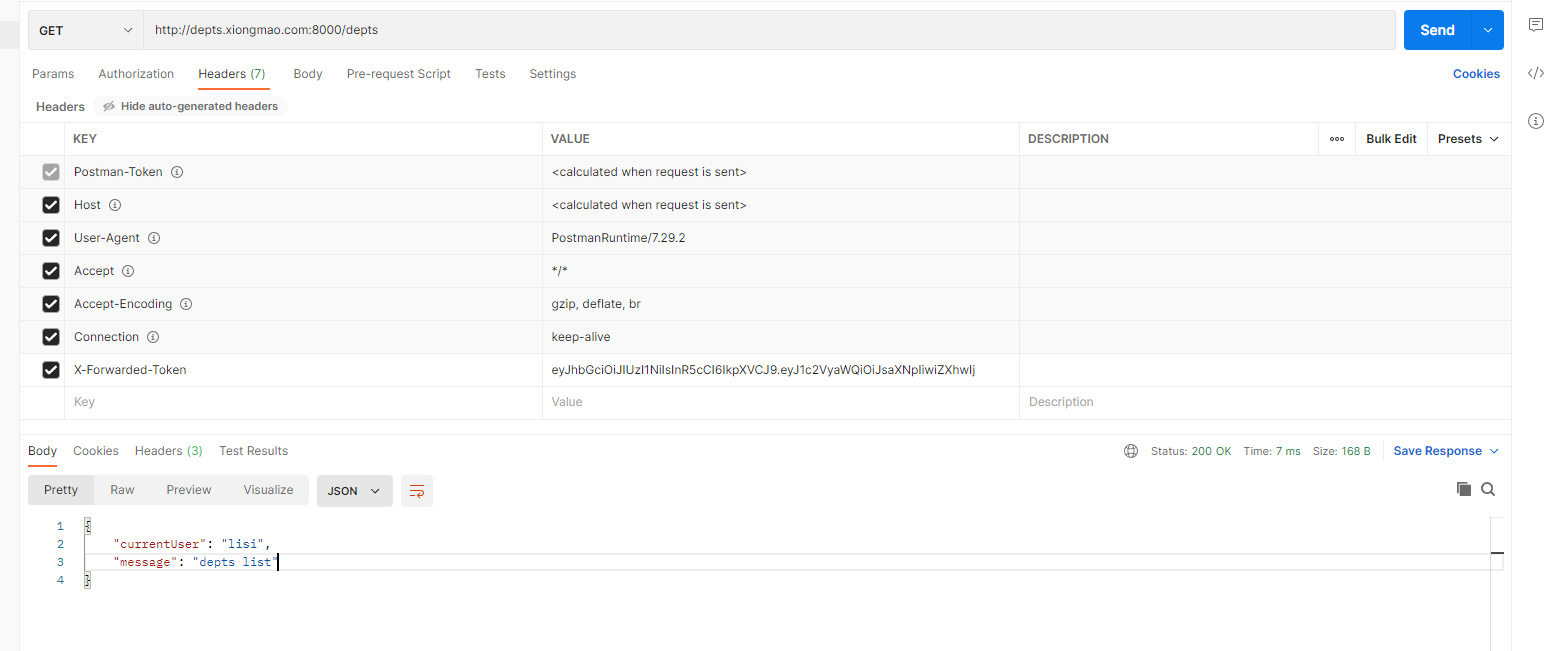 GET http://depts.xiongmao.com:8000/depts Send
Params Authorization Headers (7) Body Pre-request Script Tests Settings Cookies
Headers Hide auto-generated headers
KEY VALUE DESCRIPTION Bulk Edit Presets
Postman-Token <calculated when request is sent>
Host <calculated when request is sent>
User-Agent PostmanRuntime/7.29.2
Accept */*
Accept-Encoding gzip, deflate, br
Connection keep-alive
X-Forwarded-Token eyJhbGciOiJIUzI1NiIsInR5cCI6IkpXVCJ9.eyJ1c2VyaWQiOiJsaXNpIiwiZXhwIj
Key Value Description
Body Cookies Headers (3) Test Results Status: 200 OK Time: 7 ms Size: 168 B Save Response
Pretty Raw Preview Visualize JSON
1 {
2 "currentUser": "lisi",
3 "message": "depts list"
4 }